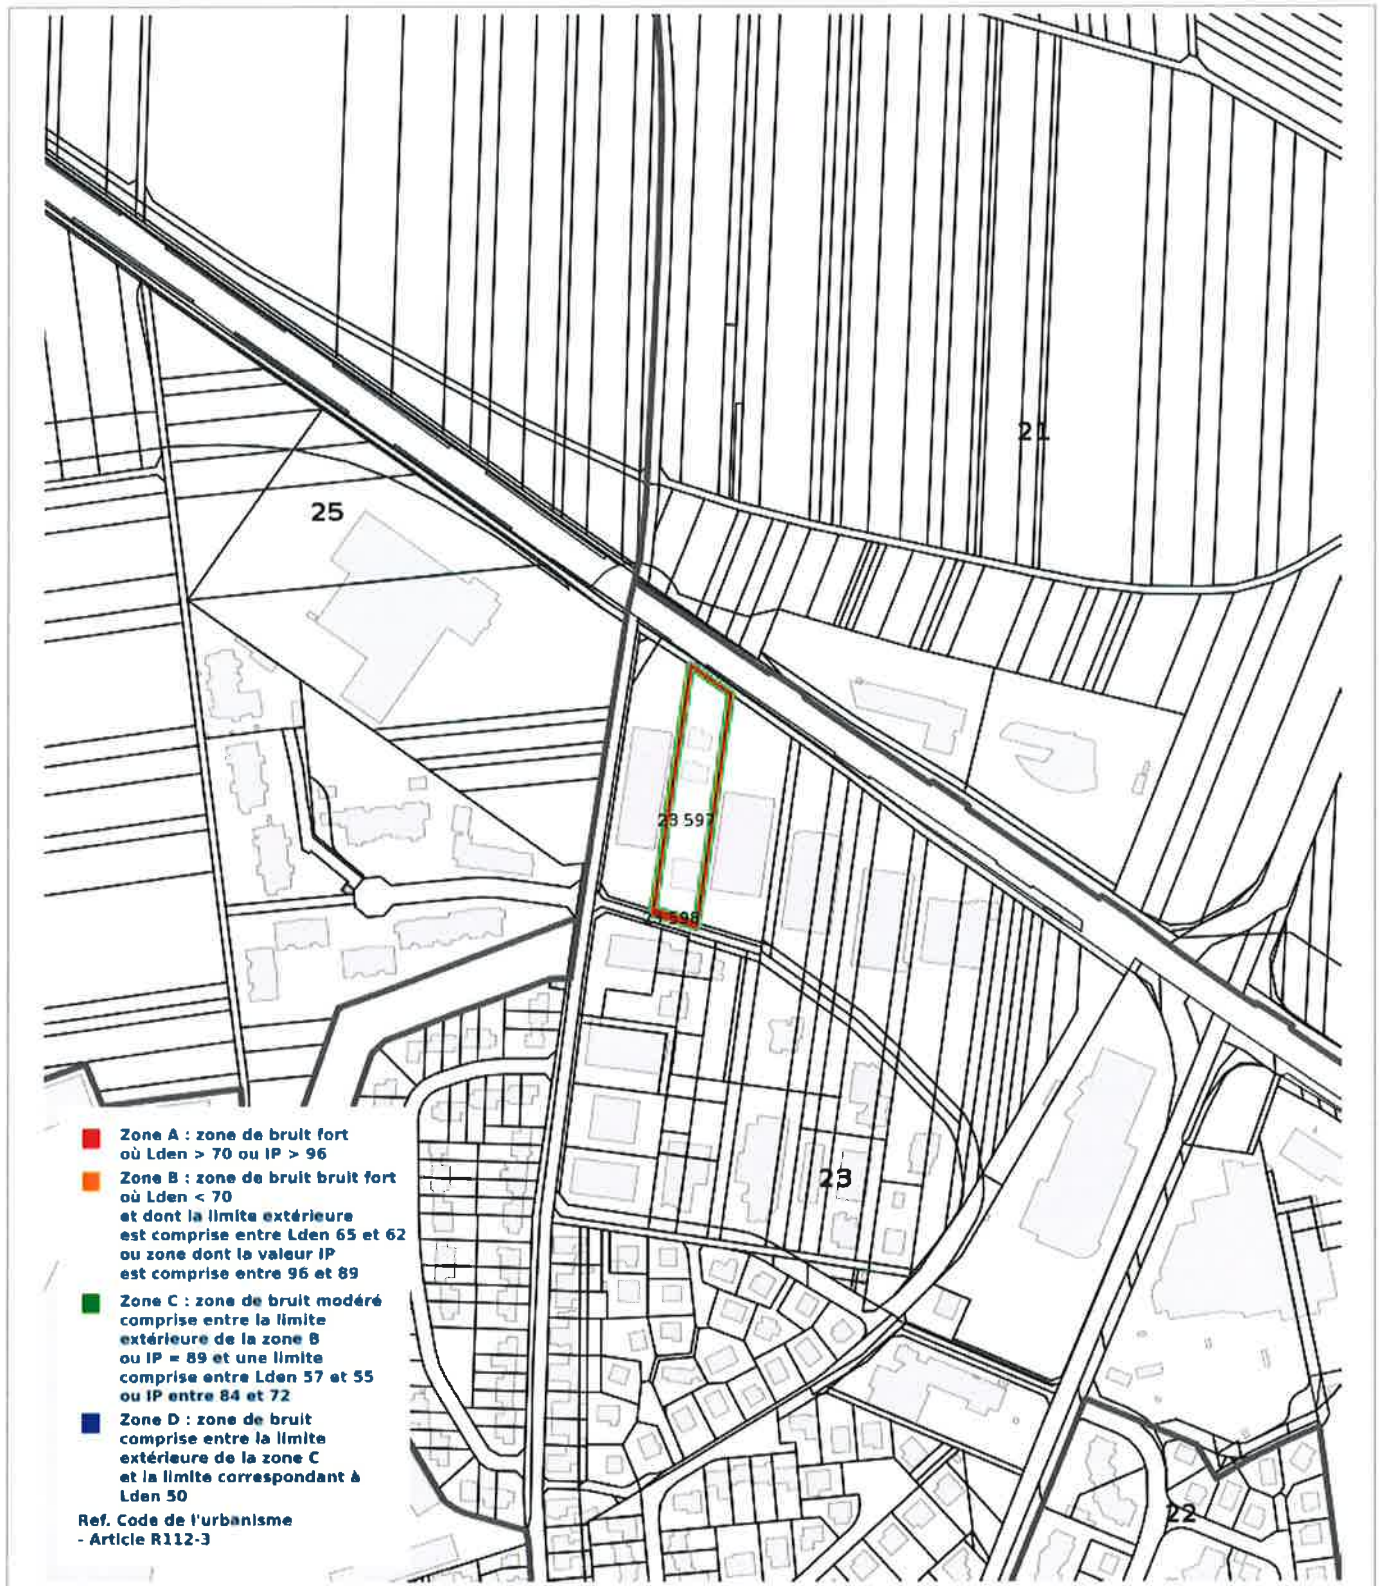 21
25
23 597
23 598
23
Zone A : zone de bruit fort
où Lden > 70 ou IP > 96
Zone B : zone de bruit bruit fort
où Lden < 70
et dont la limite extérieure
est comprise entre Lden 65 et 62
ou zone dont la valeur IP
est comprise entre 96 et 89
Zone C : zone de bruit modéré
comprise entre la limite
extérieure de la zone B
ou IP = 89 et une limite
comprise entre Lden 57 et 55
ou IP entre 84 et 72
Zone D : zone de bruit
comprise entre la limite
extérieure de la zone C
et la limite correspondant à
Lden 50
Ref. Code de l'urbanisme
- Article R112-3
22